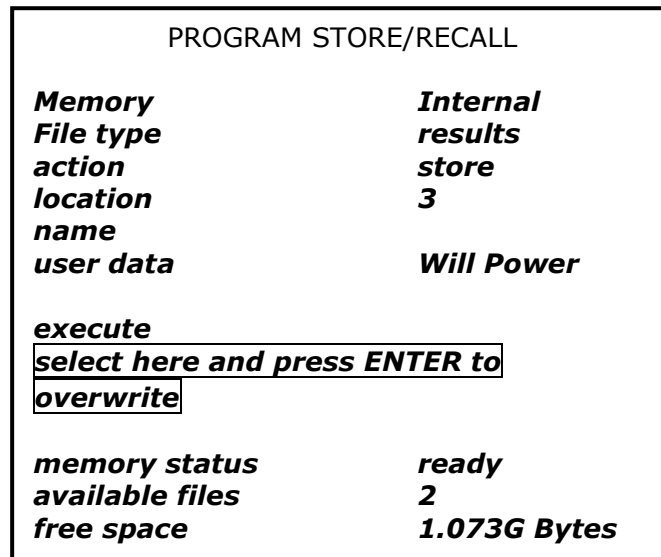 PROGRAM STORE/RECALL
Memory Internal
File type results
action store
location 3
name
user data Will Power
execute
select here and press ENTER to
overwrite
memory status ready
available files 2
free space 1.073G Bytes